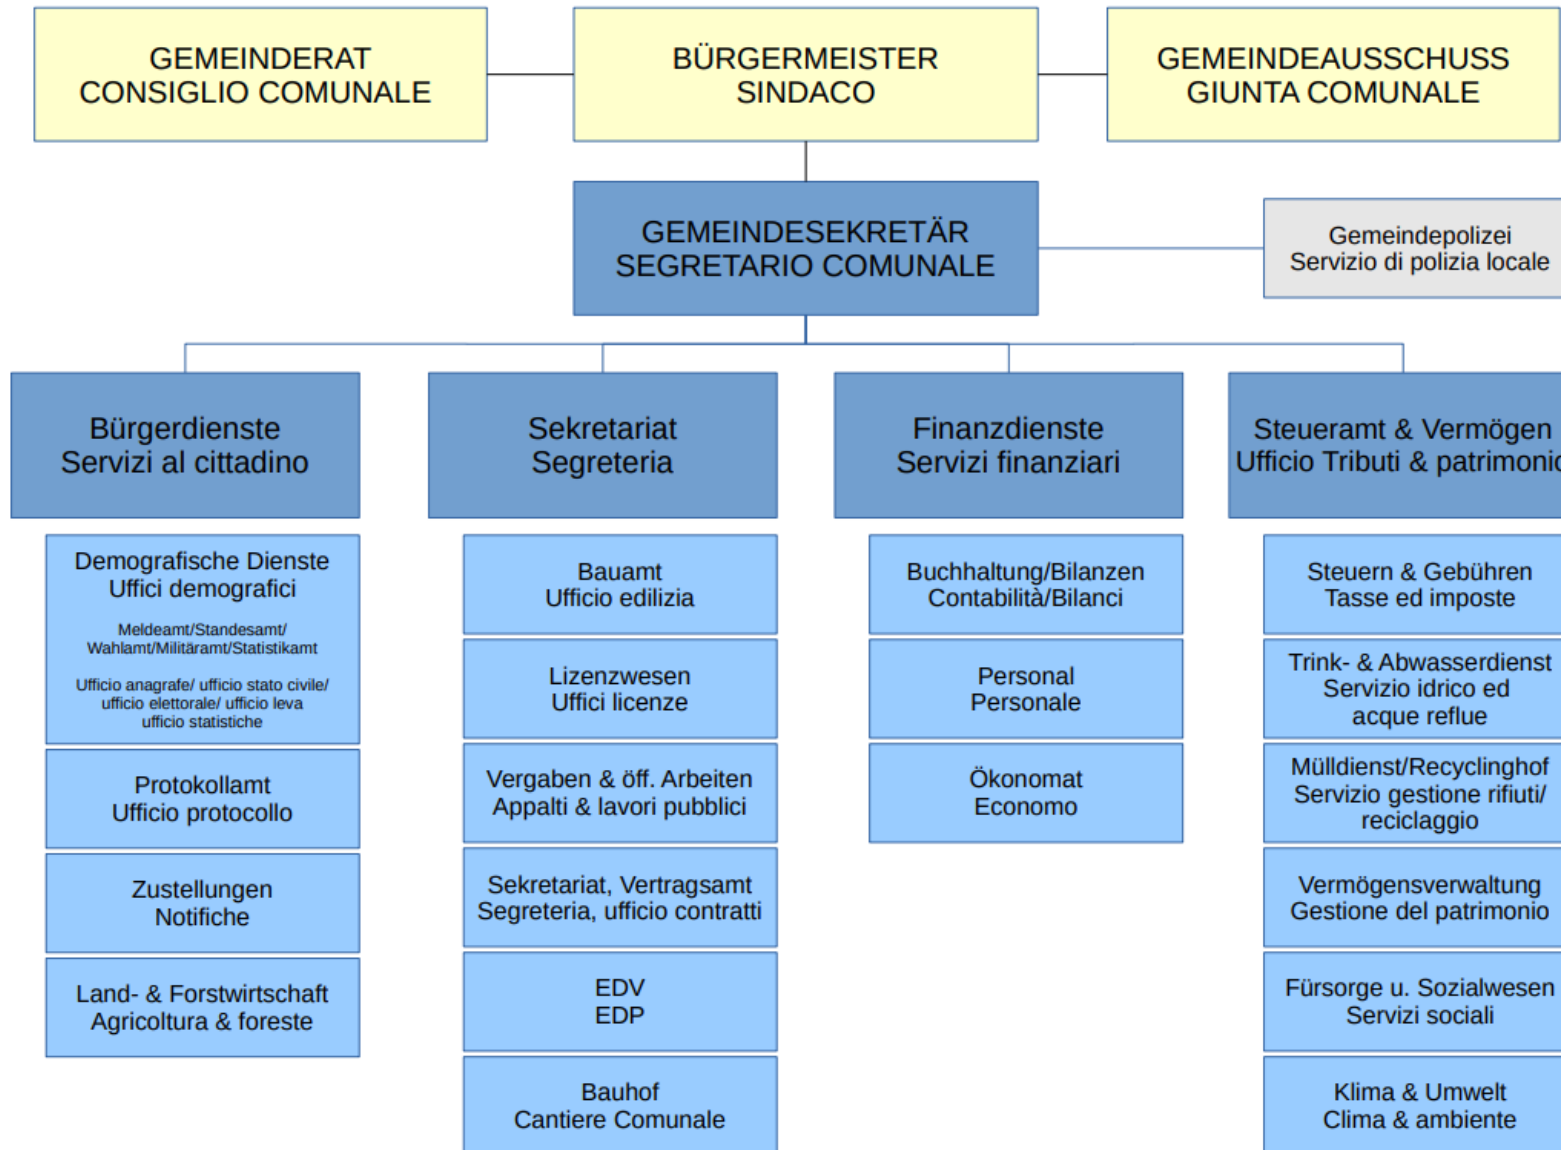 GEMEINDERAT
CONSIGLIO COMUNALE
BÜRGERMEISTER
SINDACO
GEMEINDEAUSSCHUSS
GIUNTA COMUNALE
GEMEINDESEKRETÄR
SEGRETARIO COMUNALE
Gemeindepolizei
Servizio di polizia locale
Bürgerdienste
Servizi al cittadino
Demografische Dienste
Uffici demografici
Meldeamt/Standesamt/
Wahlamt/Militäramt/Statistikamt
Ufficio anagrafe/ ufficio stato civile/
ufficio elettorale/ ufficio leva
ufficio statistiche
Protokollamt
Ufficio protocollo
Zustellungen
Notifiche
Land- & Forstwirtschaft
Agricoltura & foreste
Sekretariat
Segreteria
Bauamt
Ufficio edilizia
Lizenzwesen
Uffici licenze
Vergaben & öff. Arbeiten
Appalti & lavori pubblici
Sekretariat, Vertragsamt
Segreteria, ufficio contratti
EDV
EDP
Bauhof
Cantiere Comunale
Finanzdienste
Servizi finanziari
Buchhaltung/Bilanzen
Contabilità/Bilanci
Personal
Personale
Ökonomat
Economo
Steueramt & Vermögen
Ufficio Tributi & patrimonio
Steuern & Gebühren
Tasse ed imposte
Trink- & Abwasserdienst
Servizio idrico ed
acque reflue
Mülldienst/Recyclinghof
Servizio gestione rifiuti/
reciclaggio
Vermögensverwaltung
Gestione del patrimonio
Fürsorge u. Sozialwesen
Servizi sociali
Klima & Umwelt
Clima & ambiente